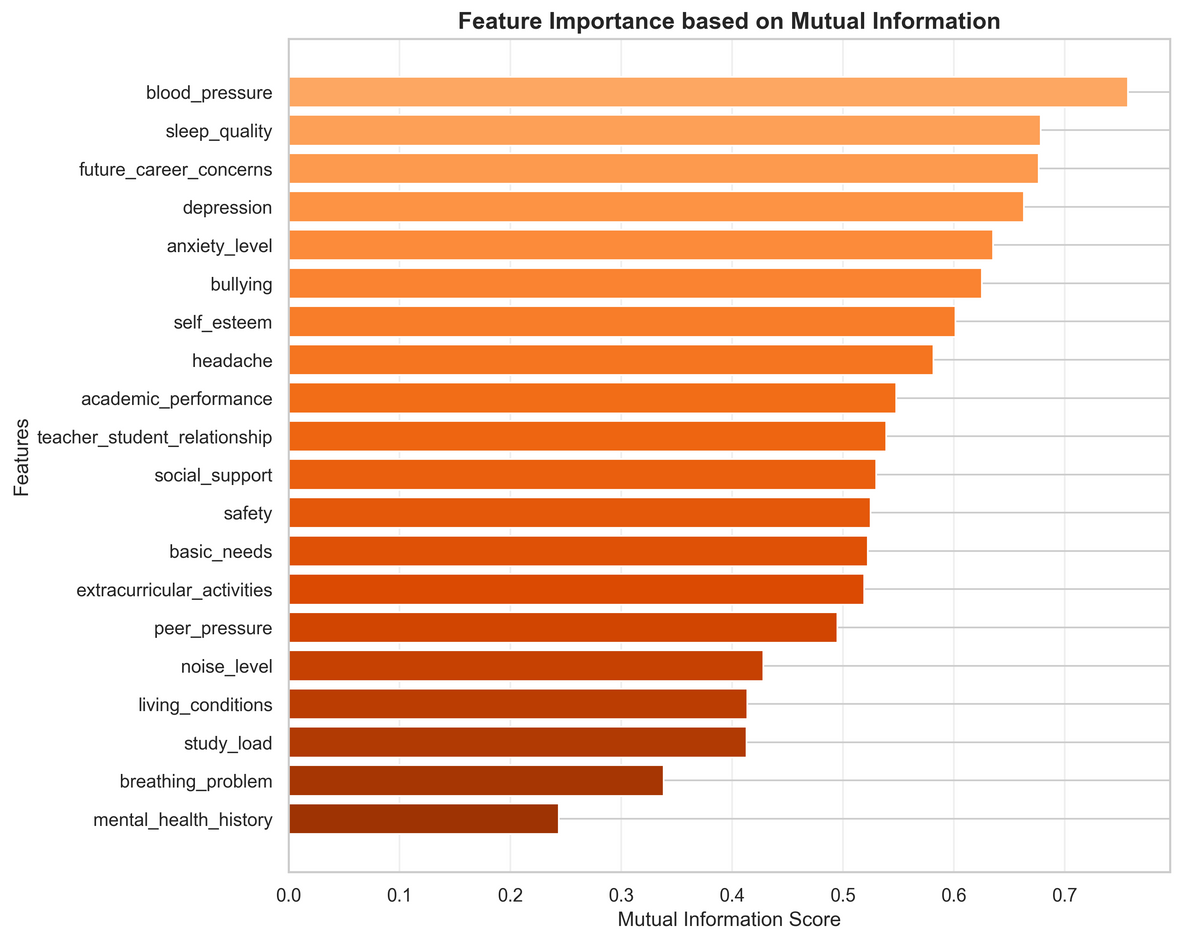 Feature Importance based on Mutual Information
Features
blood_pressure
sleep_quality
future_career_concerns
depression
anxiety_level
bullying
self_esteem
headache
academic_performance
teacher_student_relationship
social_support
safety
basic_needs
extracurricular_activities
peer_pressure
noise_level
living_conditions
study_load
breathing_problem
mental_health_history
0.0 0.1 0.2 0.3 0.4 0.5 0.6 0.7
Mutual Information Score